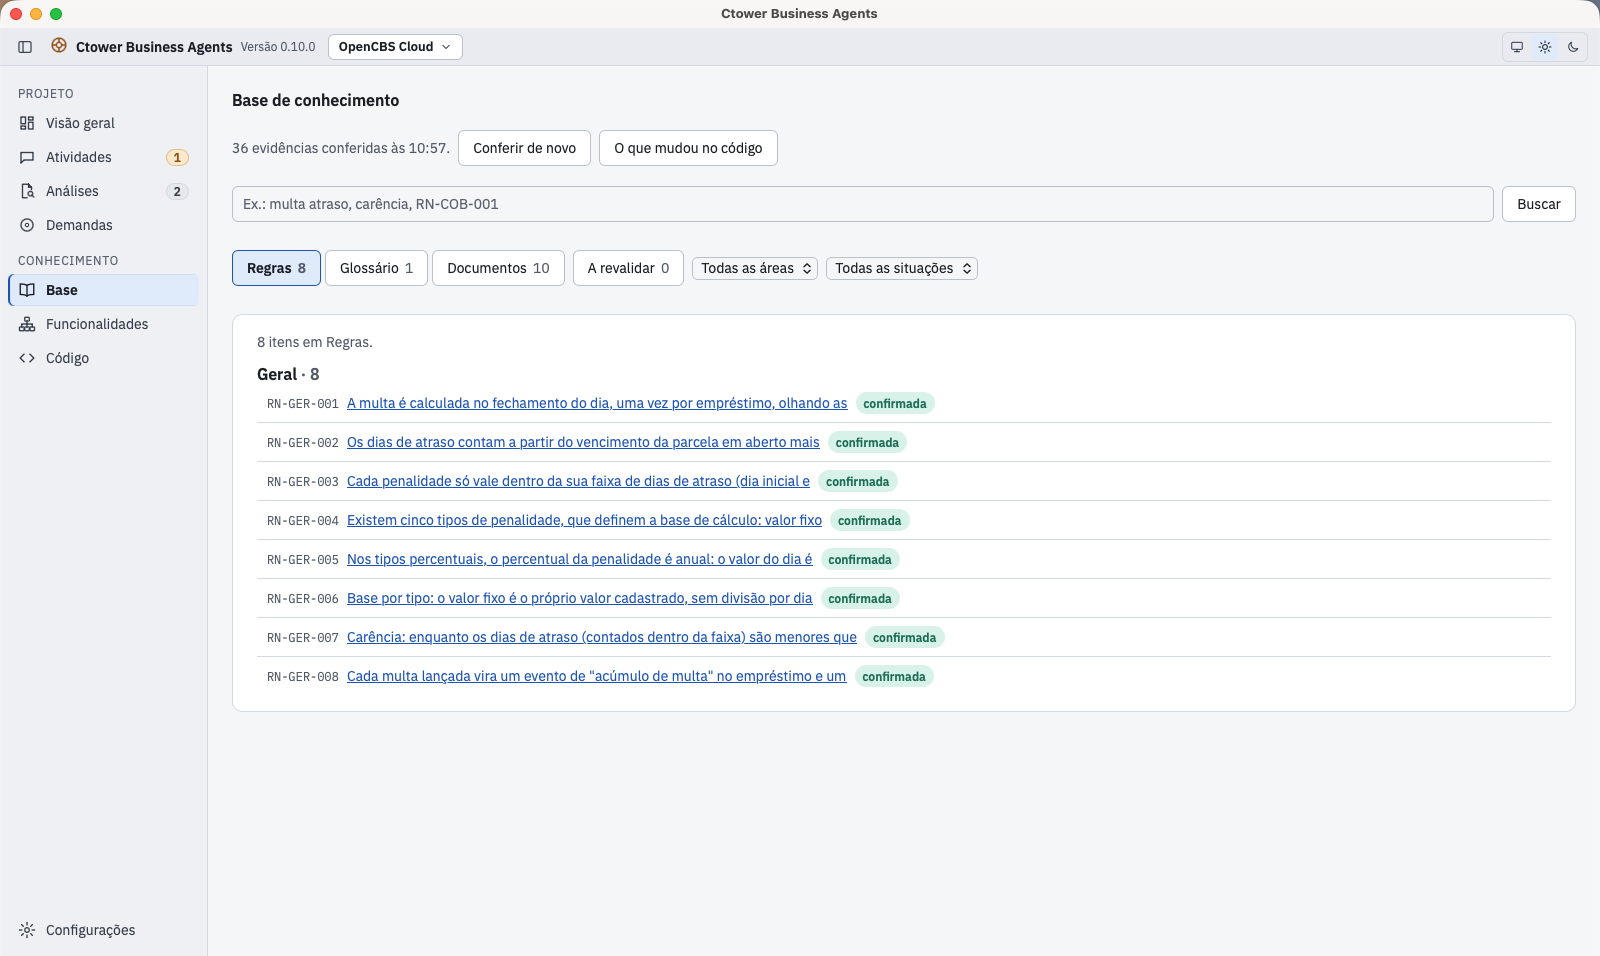 Ctower Business Agents
Ctower Business Agents Versão 0.10.0 OpenCBS Cloud
PROJETO
Visão geral
Atividades 1
Análises 2
Demandas
CONHECIMENTO
Base
Funcionalidades
Código
Configurações
Base de conhecimento
36 evidências conferidas às 10:57. Conferir de novo O que mudou no código
Ex.: multa atraso, carência, RN-COB-001 Buscar
Regras 8 Glossário 1 Documentos 10 A revalidar 0 Todas as áreas Todas as situações
8 itens em Regras.
Geral · 8
RN-GER-001 A multa é calculada no fechamento do dia, uma vez por empréstimo, olhando as confirmada
RN-GER-002 Os dias de atraso contam a partir do vencimento da parcela em aberto mais confirmada
RN-GER-003 Cada penalidade só vale dentro da sua faixa de dias de atraso (dia inicial e confirmada
RN-GER-004 Existem cinco tipos de penalidade, que definem a base de cálculo: valor fixo confirmada
RN-GER-005 Nos tipos percentuais, o percentual da penalidade é anual: o valor do dia é confirmada
RN-GER-006 Base por tipo: o valor fixo é o próprio valor cadastrado, sem divisão por dia confirmada
RN-GER-007 Carência: enquanto os dias de atraso (contados dentro da faixa) são menores que confirmada
RN-GER-008 Cada multa lançada vira um evento de "acúmulo de multa" no empréstimo e um confirmada